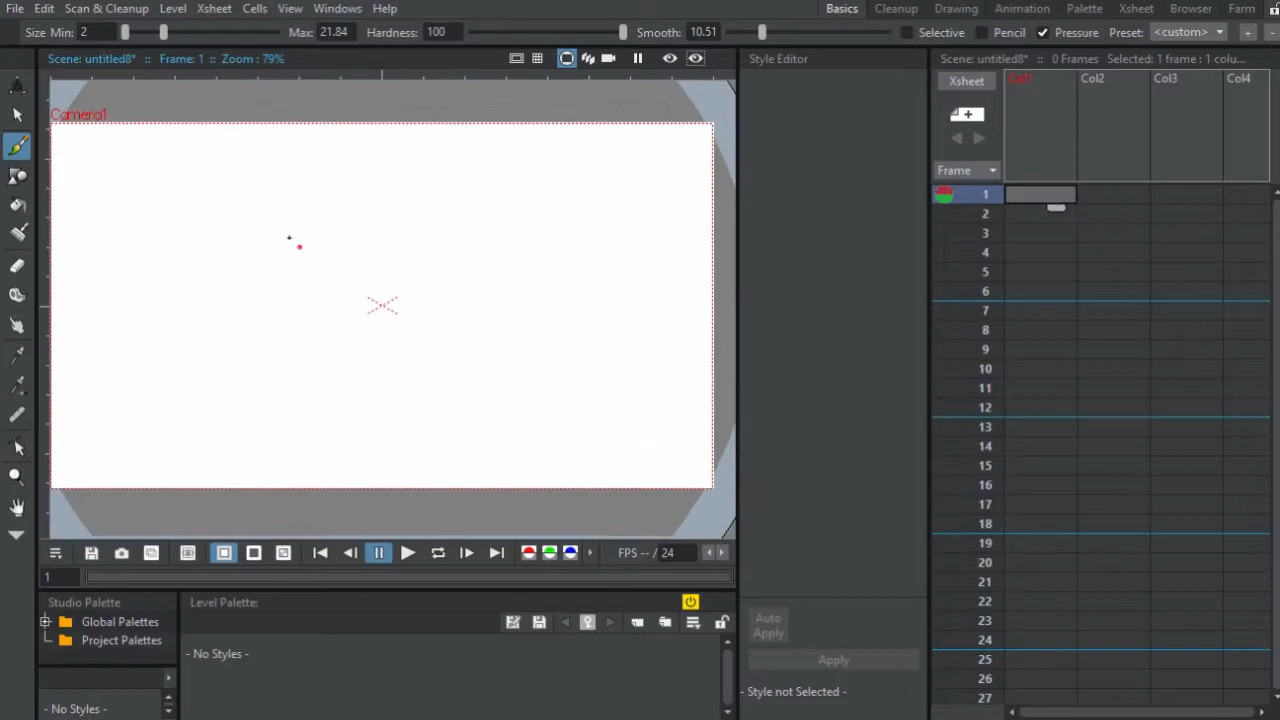 File Edit Scan & Cleanup Level Xsheet Cells View Windows Help Basics Cleanup Drawing Animation Palette Xsheet Browser Farm
Size Min: 2 Max: 21.84 Hardness: 100 Smooth: 10.51 Selective Pencil Pressure Preset: <custom> + -
Scene: untitled8* :: Frame: 1 :: Zoom : 79%
Style Editor
Scene: untitled8* :: 0 Frames :: Selected: 1 frame : 1 colu...
Xsheet
Col1 Col2 Col3 Col4
Camera1
+
Frame
1
2
3
4
5
6
7
8
9
10
11
12
13
14
15
16
17
18
19
20
21
22
23
24
25
26
27
FPS -- / 24
1
Studio Palette
Global Palettes
Project Palettes
- No Styles -
Level Palette:
- No Styles -
Auto
Apply
Apply
- Style not Selected -